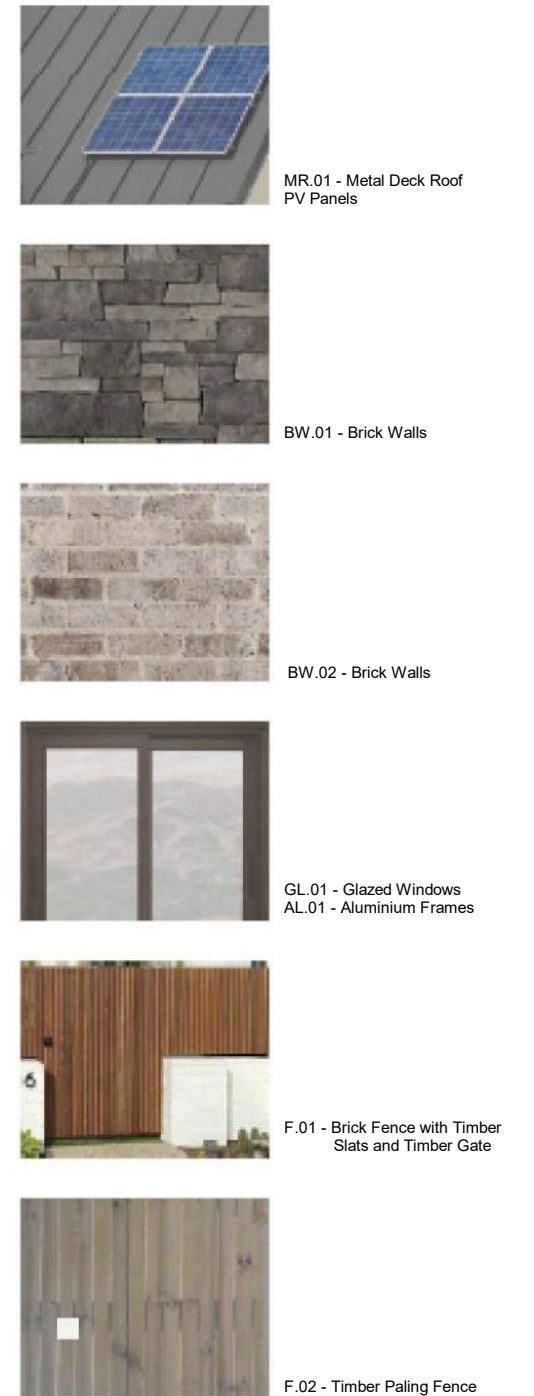 MR.01 - Metal Deck Roof
PV Panels
BW.01 - Brick Walls
BW.02 - Brick Walls
GL.01 - Glazed Windows
AL.01 - Aluminium Frames
6
F.01 - Brick Fence with Timber
Slats and Timber Gate
F.02 - Timber Paling Fence